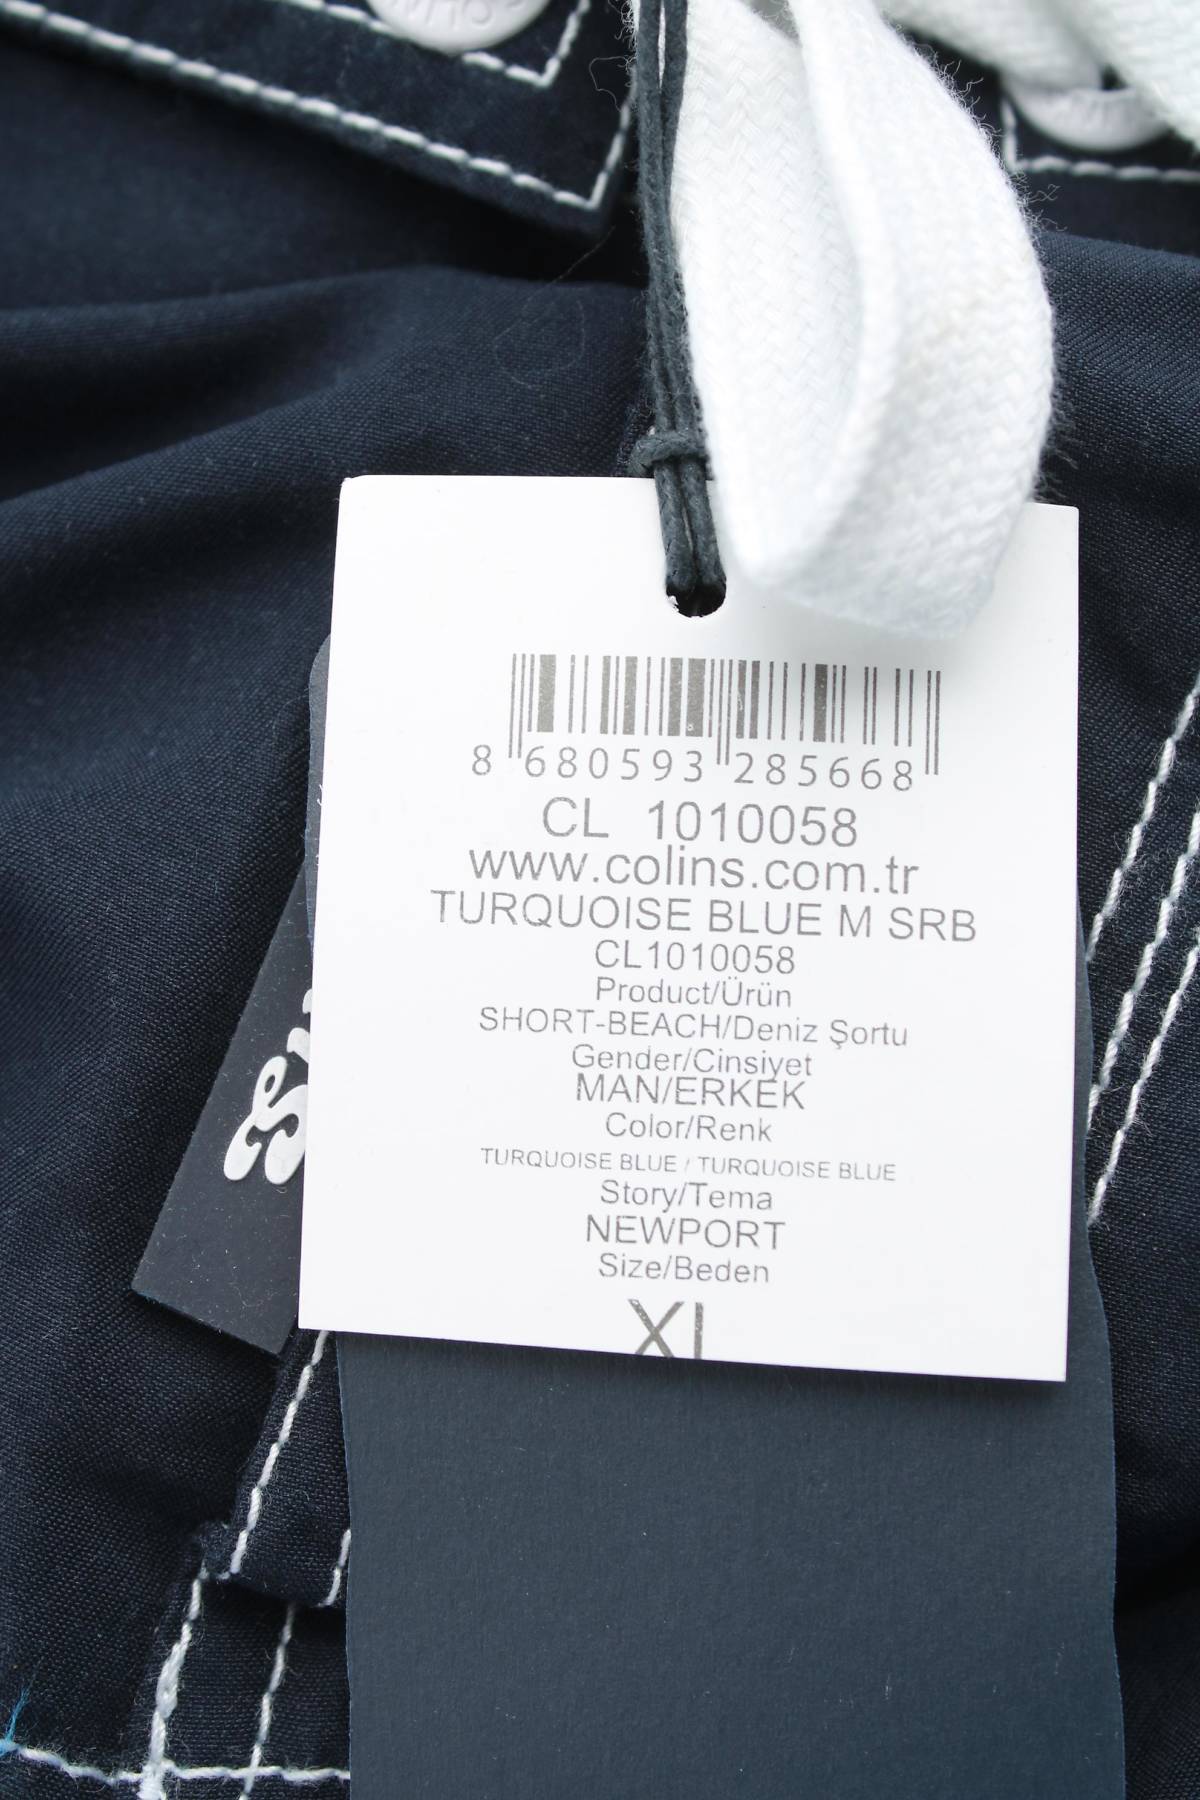 8 680593 285668
CL 1010058
www.colins.com.tr
TURQUOISE BLUE M SRB
CL1010058
Product/Ürün
SHORT-BEACH/Deniz Şortu
Gender/Cinsiyet
MAN/ERKEK
Color/Renk
TURQUOISE BLUE / TURQUOISE BLUE
Story/Tema
NEWPORT
Size/Beden
XL